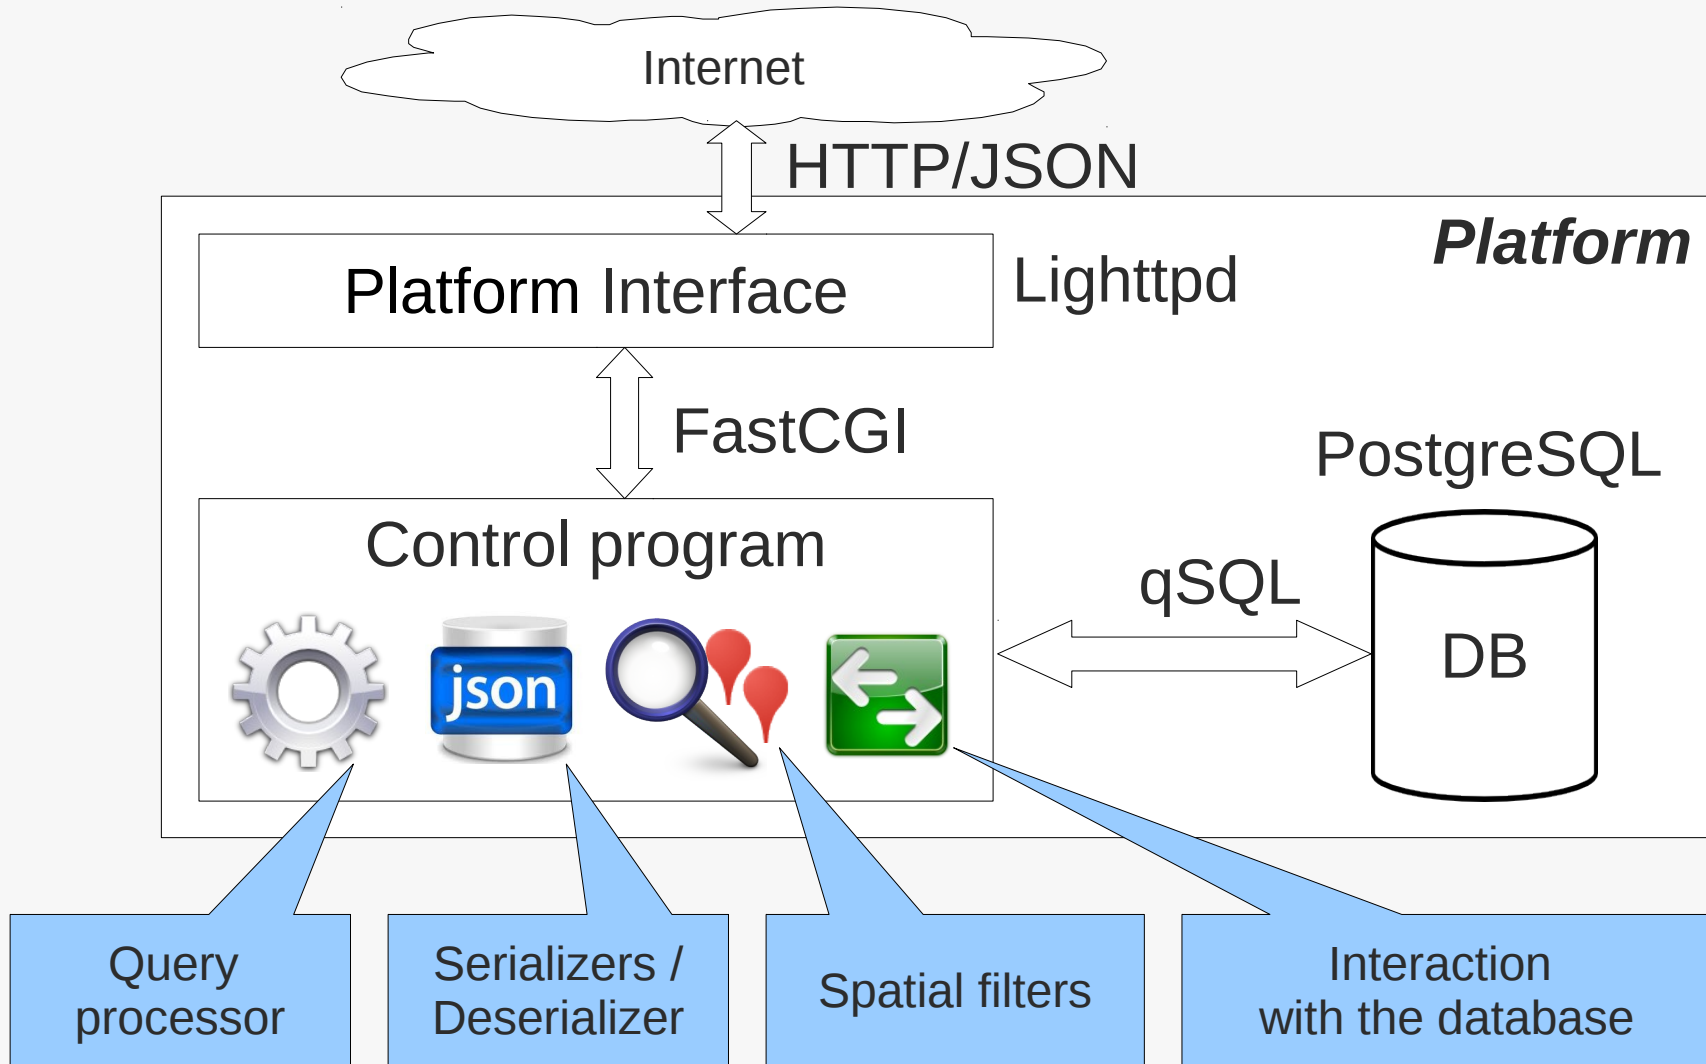 Internet
HTTP/JSON
Platform
Platform Interface
Lighttpd
FastCGI
PostgreSQL
Control program
qSQL
json
DB
Query
processor
Serializers /
Deserializer
Spatial filters
Interaction
with the database